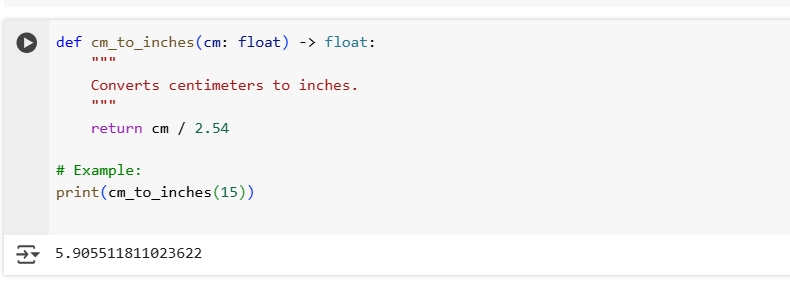 def cm_to_inches(cm: float) -> float:
    """
    Converts centimeters to inches.
    """
    return cm / 2.54

# Example:
print(cm_to_inches(15))
5.905511811023622